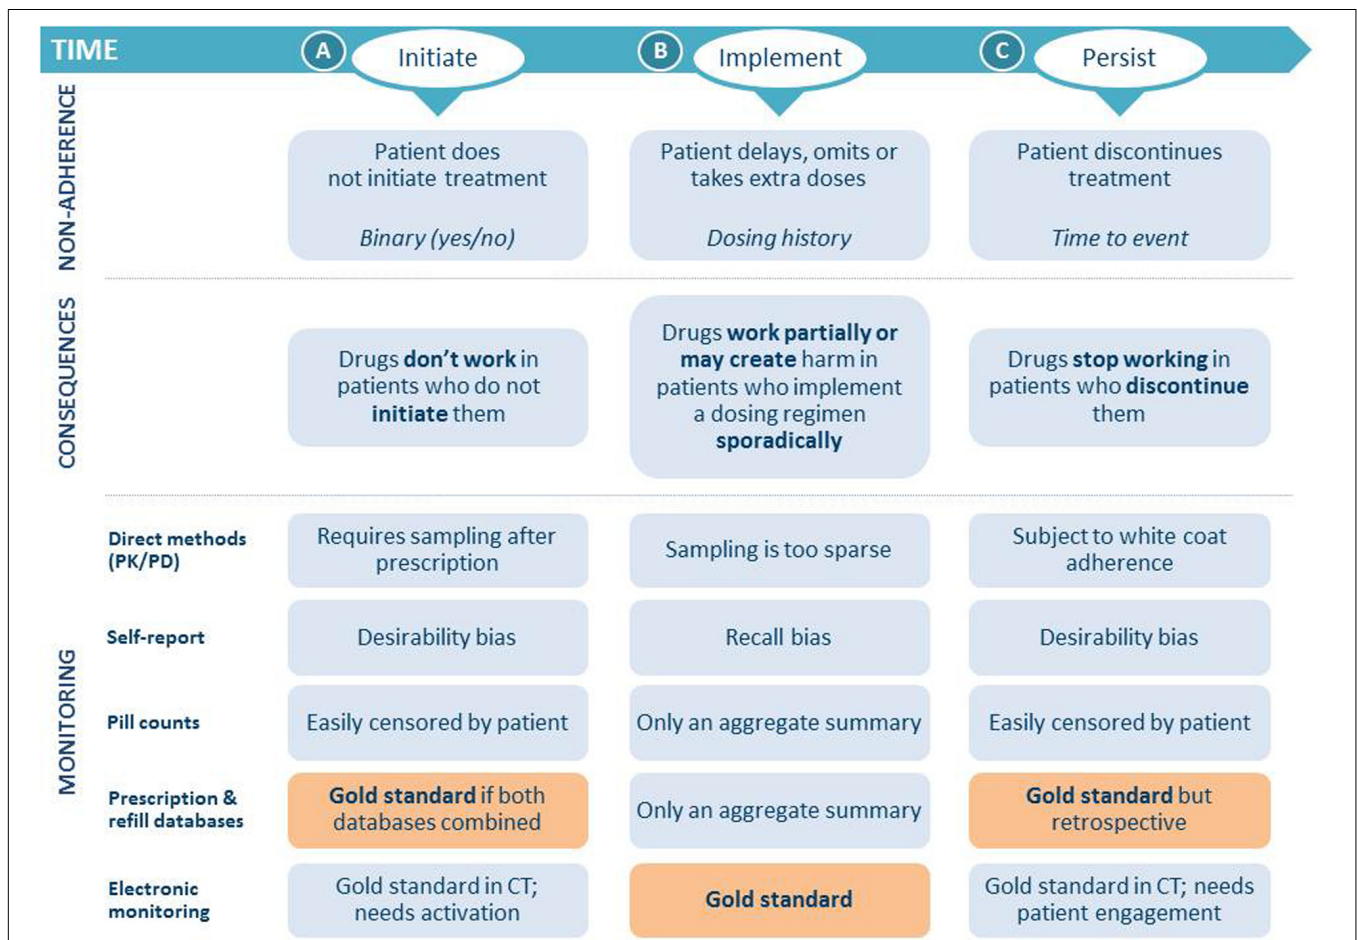 TIME
A
Initiate
B
Implement
C
Persist
NON-ADHERENCE
Patient does
not initiate treatment
Binary (yes/no)
Patient delays, omits or
takes extra doses
Dosing history
Patient discontinues
treatment
Time to event
CONSEQUENCES
Drugs don’t work in
patients who do not
initiate them
Drugs work partially or
may create harm in
patients who implement
a dosing regimen
sporadically
Drugs stop working in
patients who discontinue
them
MONITORING
Direct methods
(PK/PD)
Requires sampling after
prescription
Sampling is too sparse
Subject to white coat
adherence
Self-report
Desirability bias
Recall bias
Desirability bias
Pill counts
Easily censored by patient
Only an aggregate summary
Easily censored by patient
Prescription &
refill databases
Gold standard if both
databases combined
Only an aggregate summary
Gold standard but
retrospective
Electronic
monitoring
Gold standard in CT;
needs activation
Gold standard
Gold standard in CT; needs
patient engagement